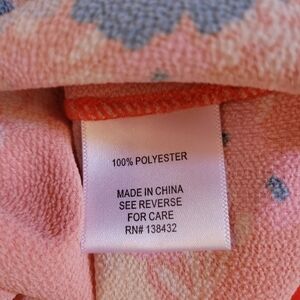 100% POLYESTER
MADE IN CHINA
SEE REVERSE
FOR CARE
RN# 138432